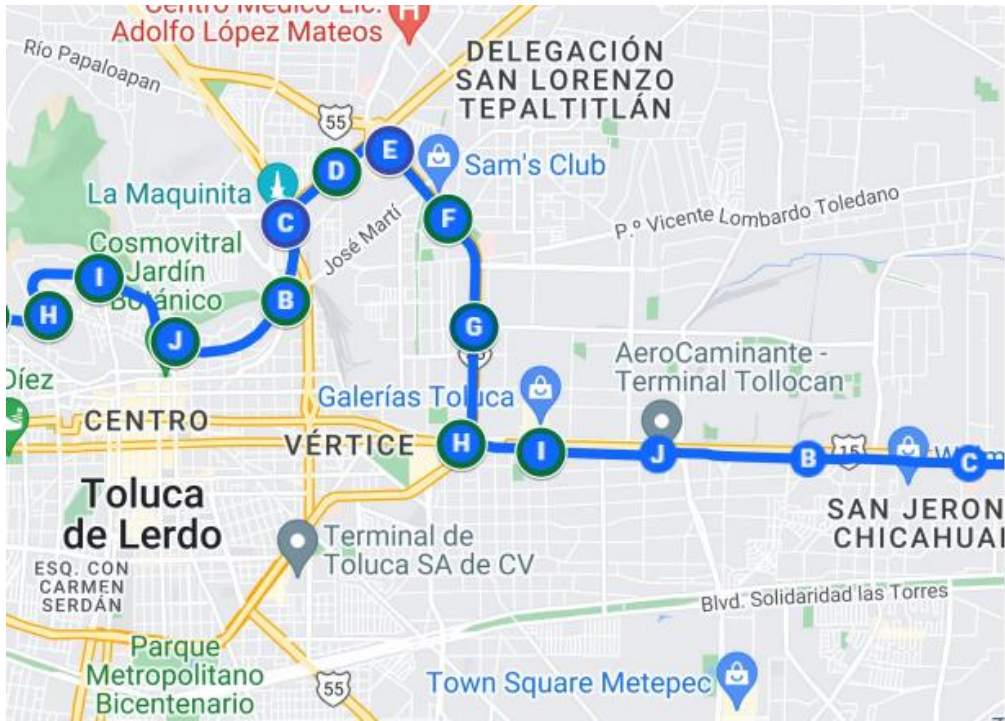 Centro Médico Lic.
Adolfo López Mateos
DELEGACIÓN
SAN LORENZO
TEPALTITLÁN
Río Papaloapan
55
E
D
Sam's Club
La Maquinita
C
F
José Martí
P.º Vicente Lombardo Toledano
Cosmovitral
Jardín
Botánico
I
B
H
G
J
AeroCaminante -
Terminal Tollocan
Díez
Galerías Toluca
CENTRO
VÉRTICE
H
I
J
B
15
C
Toluca
de Lerdo
SAN JERON
CHICAHUA
Terminal de
Toluca SA de CV
ESQ. CON
CARMEN
SERDÁN
Blvd. Solidaridad las Torres
Parque
Metropolitano
Bicentenario
55
Town Square Metepec